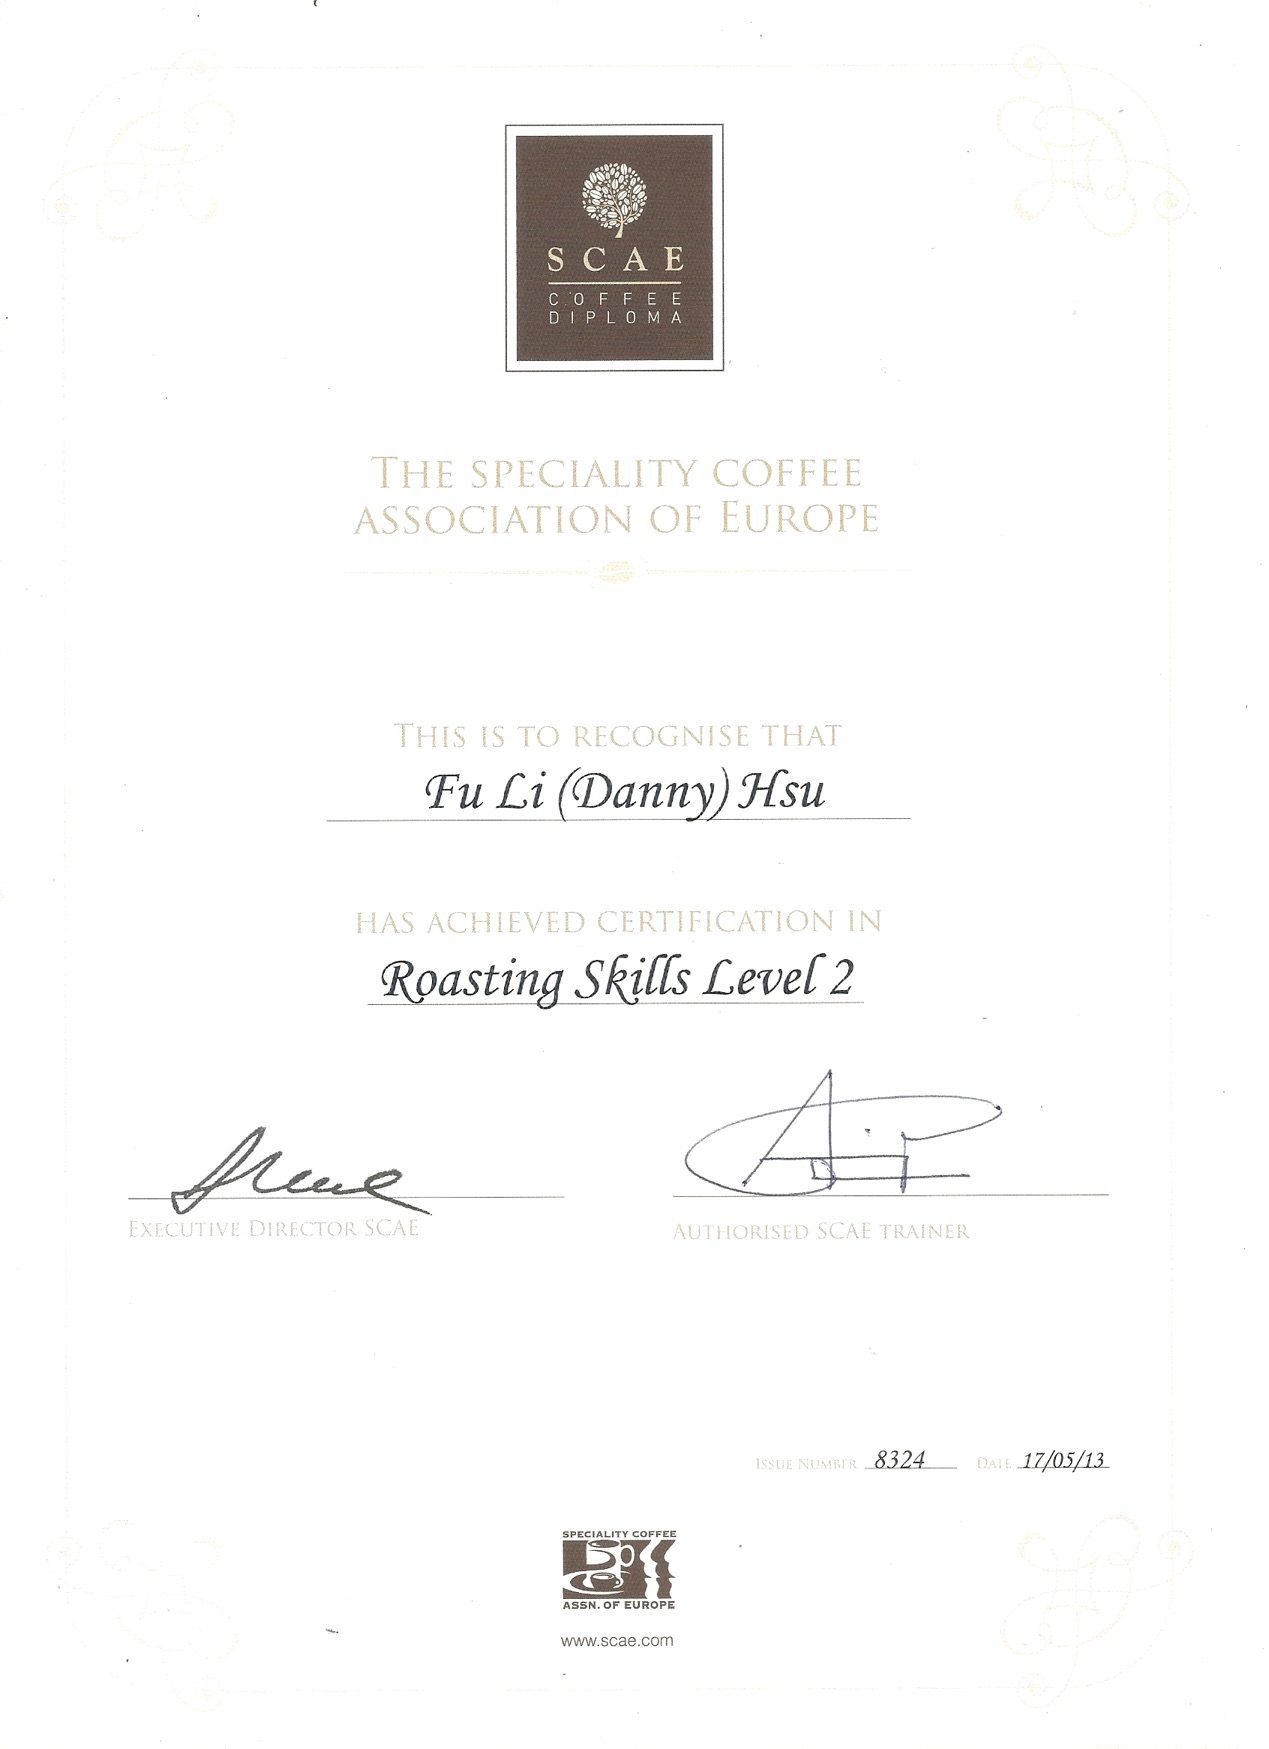 SCAE
COFFEE
DIPLOMA
THE SPECIALITY COFFEE
ASSOCIATION OF EUROPE
THIS IS TO RECOGNISE THAT
Fu Li (Danny) Hsu
HAS ACHIEVED CERTIFICATION IN
Roasting Skills Level 2
EXECUTIVE DIRECTOR SCAE
AUTHORISED SCAE TRAINER
ISSUE NUMBER 8324 DATE 17/05/13
SPECIALITY COFFEE
ASSN. OF EUROPE
www.scae.com